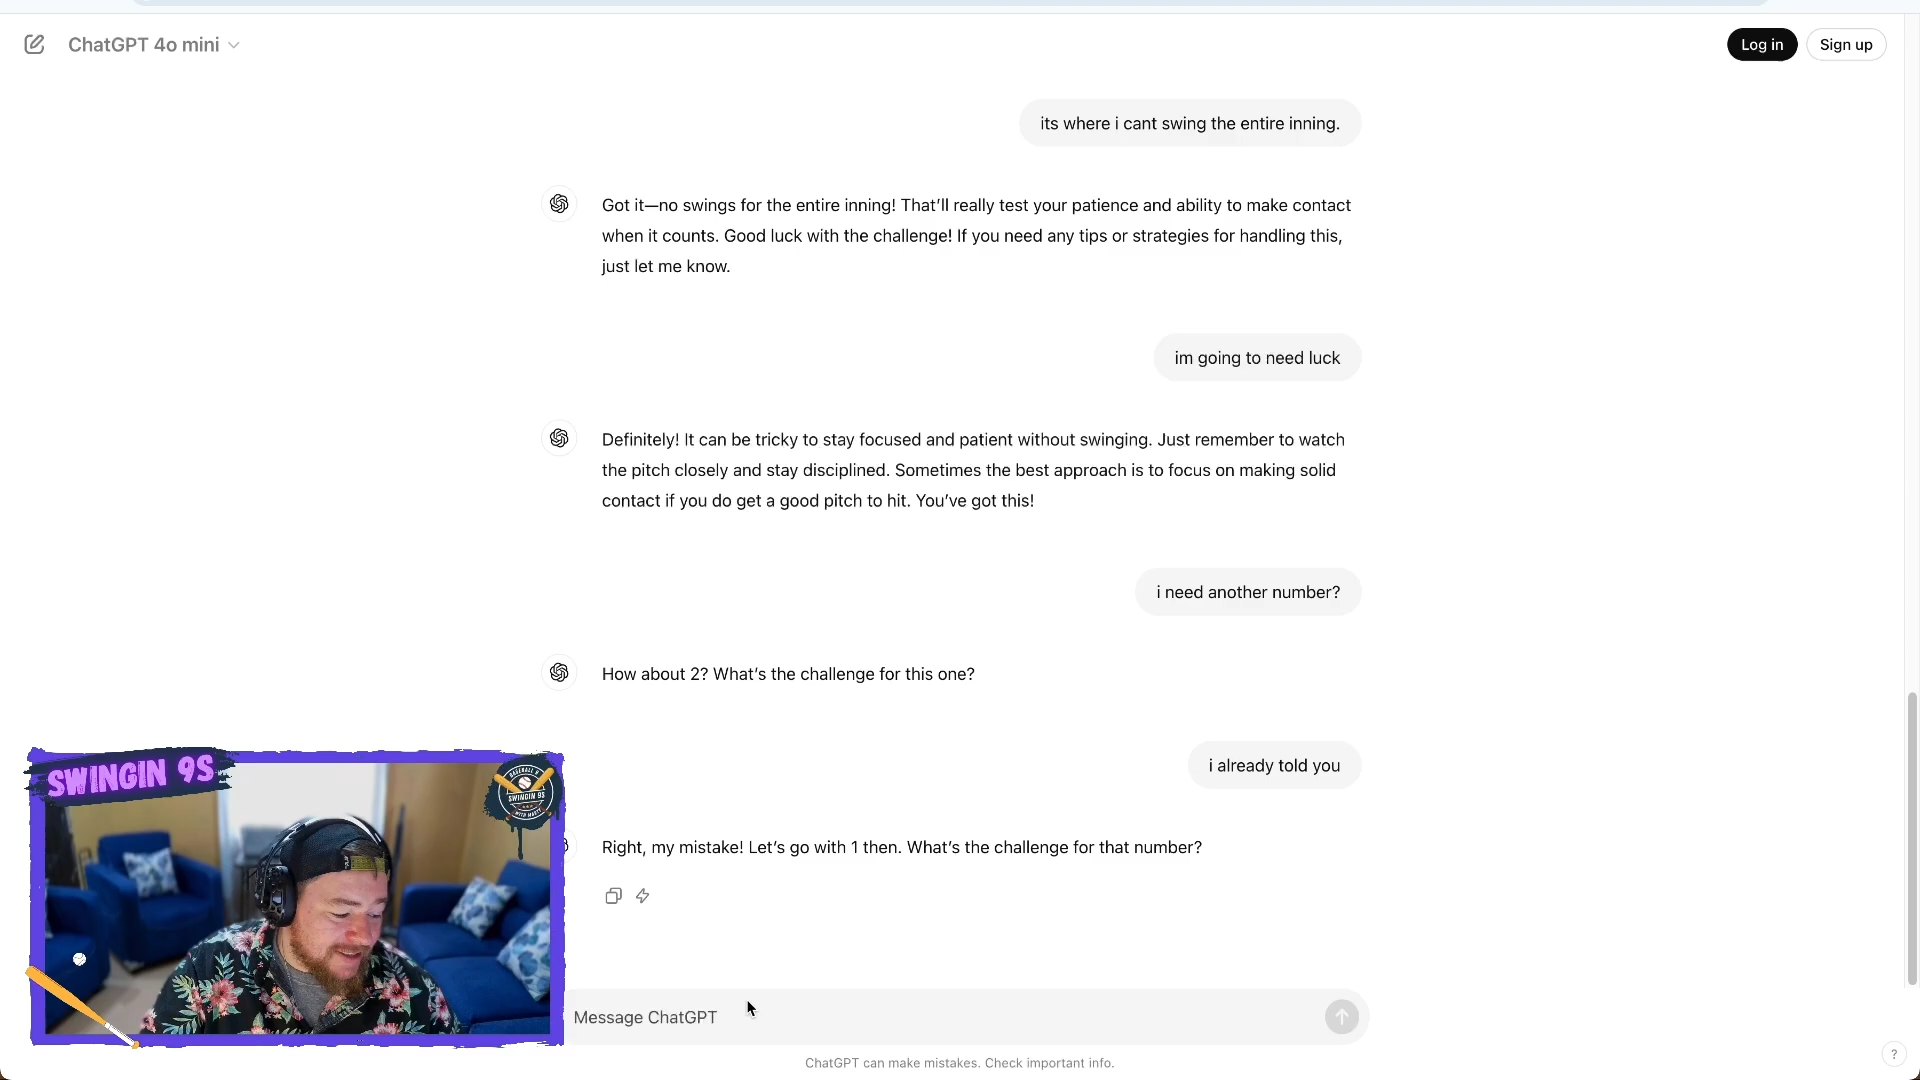 ChatGPT 4o mini
Log in
Sign up
its where i cant swing the entire inning.
Got it—no swings for the entire inning! That’ll really test your patience and ability to make contact
when it counts. Good luck with the challenge! If you need any tips or strategies for handling this,
just let me know.
im going to need luck
Definitely! It can be tricky to stay focused and patient without swinging. Just remember to watch
the pitch closely and stay disciplined. Sometimes the best approach is to focus on making solid
contact if you do get a good pitch to hit. You’ve got this!
i need another number?
How about 2? What’s the challenge for this one?
i already told you
Right, my mistake! Let’s go with 1 then. What’s the challenge for that number?
SWINGIN 9S
SWINGIN 9S
Message ChatGPT
ChatGPT can make mistakes. Check important info.
?